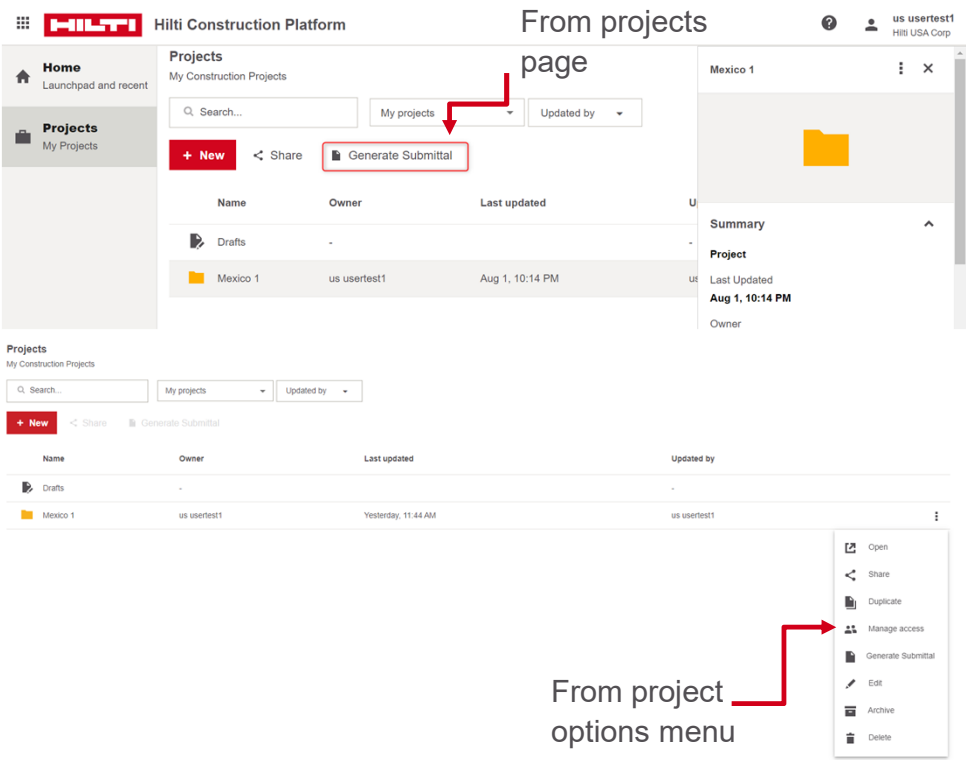 HILTI Hilti Construction Platform
From projects
page
us usertest1
Hilti USA Corp
Home
Launchpad and recent
Projects
My Projects
Projects
My Construction Projects
Search...
My projects
Updated by
+ New
Share
Generate Submittal
Name Owner Last updated U
Drafts - -
Mexico 1 us usertest1 Aug 1, 10:14 PM us
Mexico 1
Summary
Project
Last Updated
Aug 1, 10:14 PM
Owner
Projects
My Construction Projects
Search...
My projects
Updated by
+ New
Share
Generate Submittal
Name Owner Last updated Updated by
Drafts - -
Mexico 1 us usertest1 Yesterday, 11:44 AM us usertest1
Open
Share
Duplicate
Manage access
Generate Submittal
Edit
Archive
Delete
From project
options menu